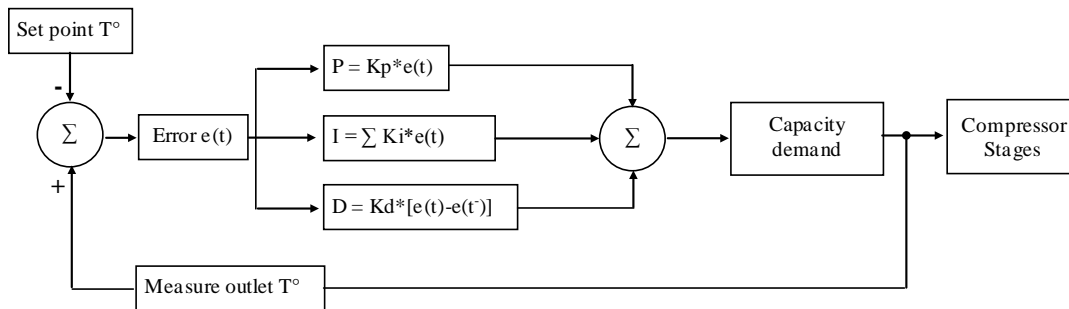 Set point T°
-
Σ
+
Error e(t)
P = Kp*e(t)
I = ∑ Ki*e(t)
D = Kd*[e(t)-e(t⁻)]
Σ
Capacity
demand
Compressor
Stages
Measure outlet T°